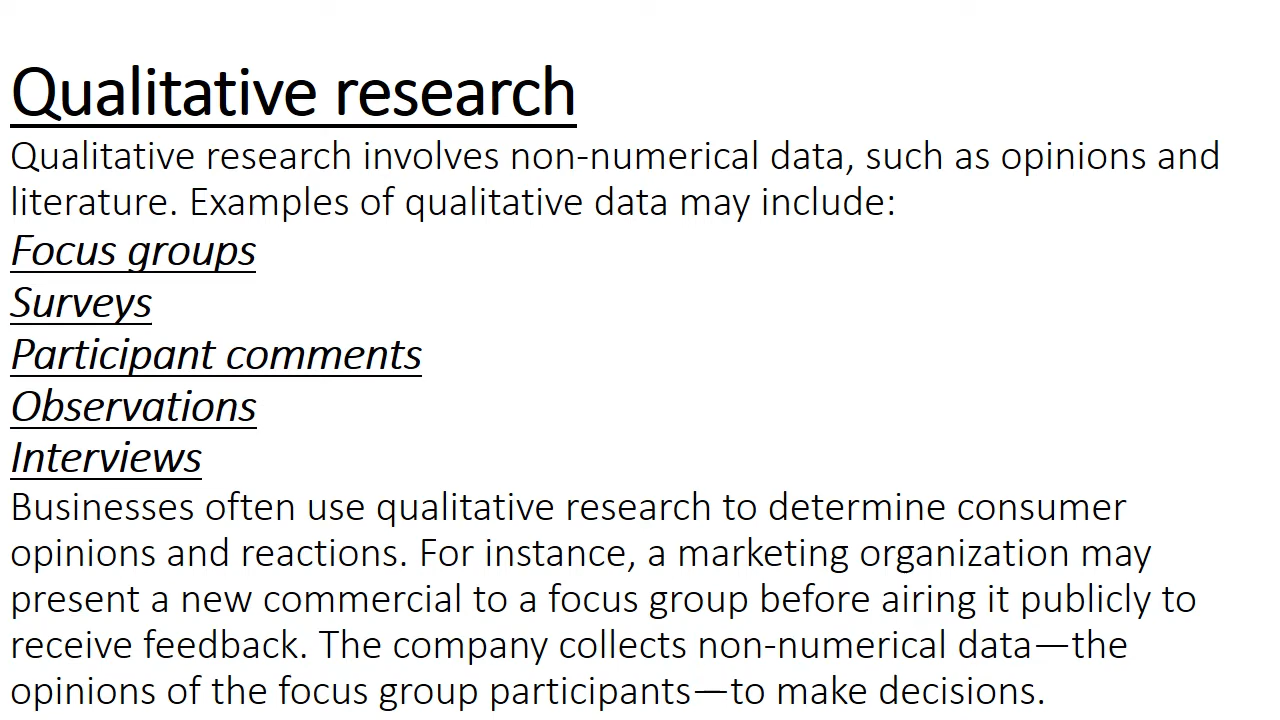 Qualitative research
Qualitative research involves non-numerical data, such as opinions and
literature. Examples of qualitative data may include:
Focus groups
Surveys
Participant comments
Observations
Interviews
Businesses often use qualitative research to determine consumer
opinions and reactions. For instance, a marketing organization may
present a new commercial to a focus group before airing it publicly to
receive feedback. The company collects non-numerical data—the
opinions of the focus group participants—to make decisions.